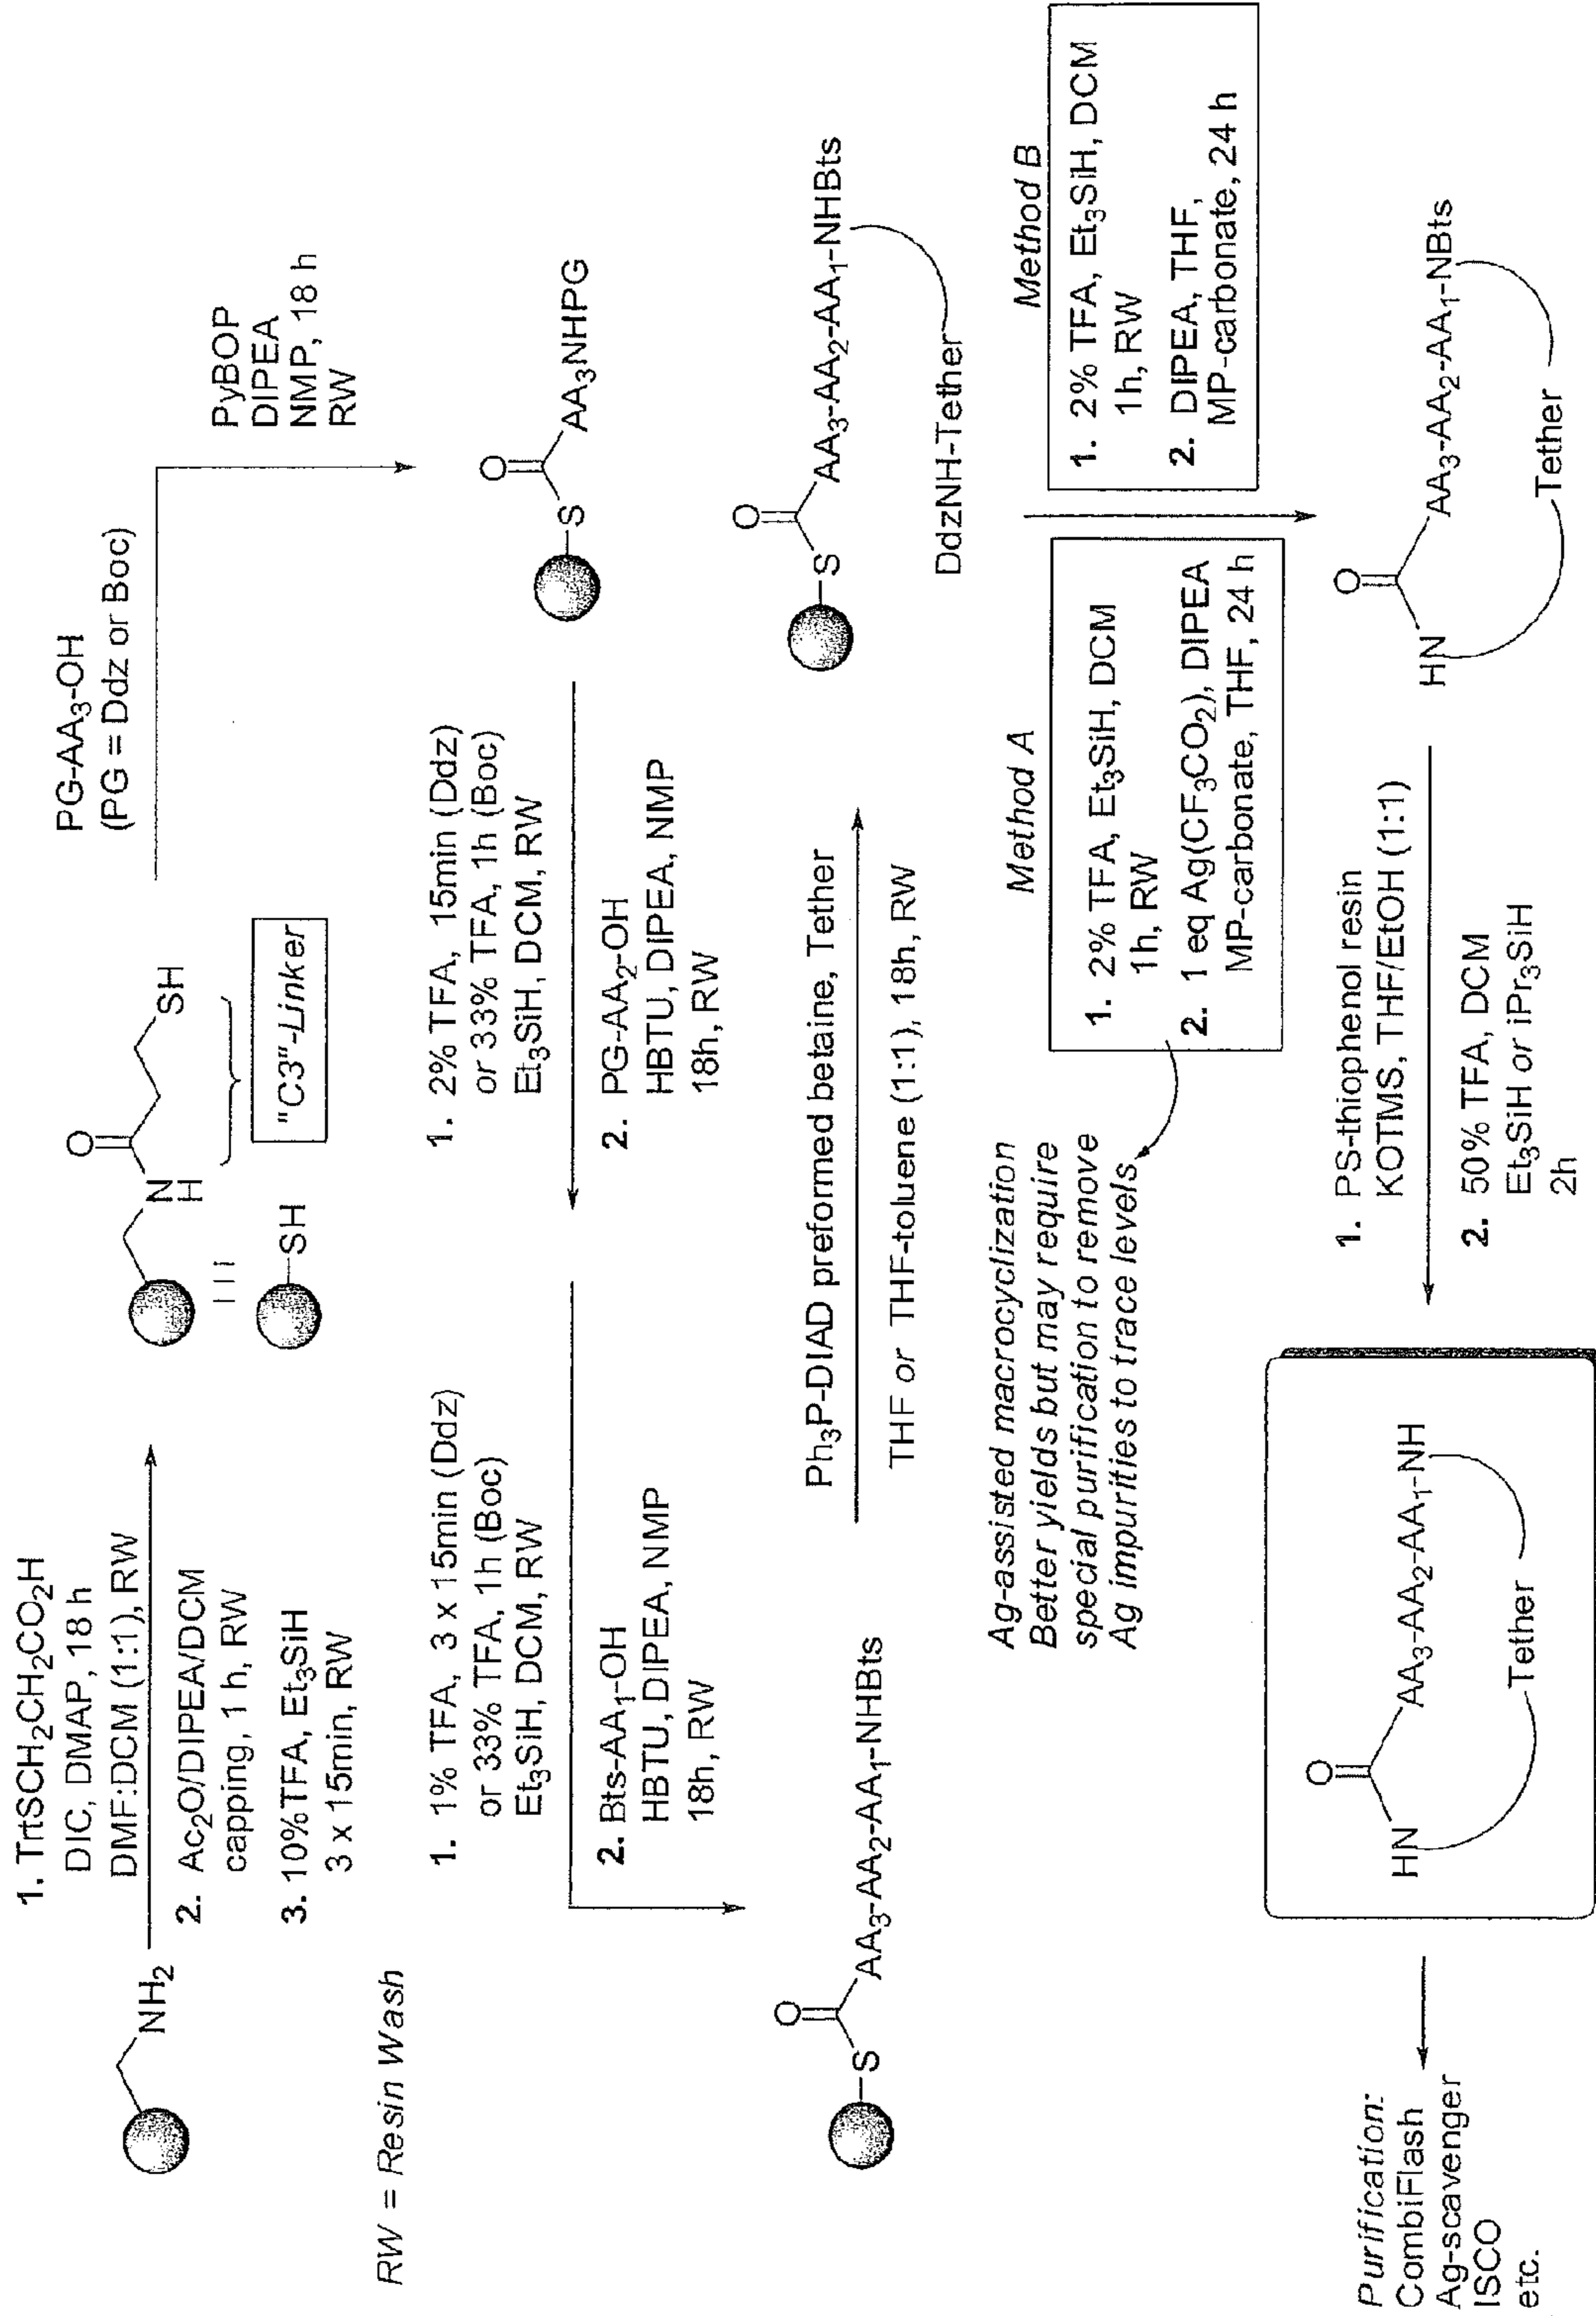 1. TrtSCH2CH2CO2H
DIC, DMAP, 18 h
DMF:DCM (1:1), RW
2. Ac2O/DIPEA/DCM
capping, 1 h, RW
3. 10%TFA, Et3SiH
3 x 15min, RW
NH2
O
N
H
SH
"C3"-Linker
SH
PG-AA3-OH
(PG = Ddz or Boc)
PyBOP
DIPEA
NMP, 18 h
RW
RW = Resin Wash
O
S
AA3NHPG
1. 2% TFA, 15min (Ddz)
or 33% TFA, 1h (Boc)
Et3SiH, DCM, RW
2. PG-AA2-OH
HBTU, DIPEA, NMP
18h, RW
1. 1% TFA, 3 x 15min (Ddz)
or 33% TFA, 1h (Boc)
Et3SiH, DCM, RW
2. Bts-AA1-OH
HBTU, DIPEA, NMP
18h, RW
O
S
AA3-AA2-AA1-NHBts
Ph3P-DIAD preformed betaine, Tether
THF or THF-toluene (1:1), 18h, RW
O
S
AA3-AA2-AA1-NHBts
DdzNH-Tether
Ag-assisted macrocyclization
Better yields but may require
special purification to remove
Ag impurities to trace levels
Method A
1. 2% TFA, Et3SiH, DCM
1h, RW
2. 1 eq Ag(CF3CO2), DIPEA
MP-carbonate, THF, 24 h
Method B
1. 2% TFA, Et3SiH, DCM
1h, RW
2. DIPEA, THF,
MP-carbonate, 24 h
O
HN
AA3-AA2-AA1-NBts
Tether
1. PS-thiophenol resin
KOTMS, THF/EtOH (1:1)
2. 50% TFA, DCM
Et3SiH or iPr3SiH
2h
O
HN
AA3-AA2-AA1-NH
Tether
Purification:
CombiFlash
Ag-scavenger
ISCO
etc.